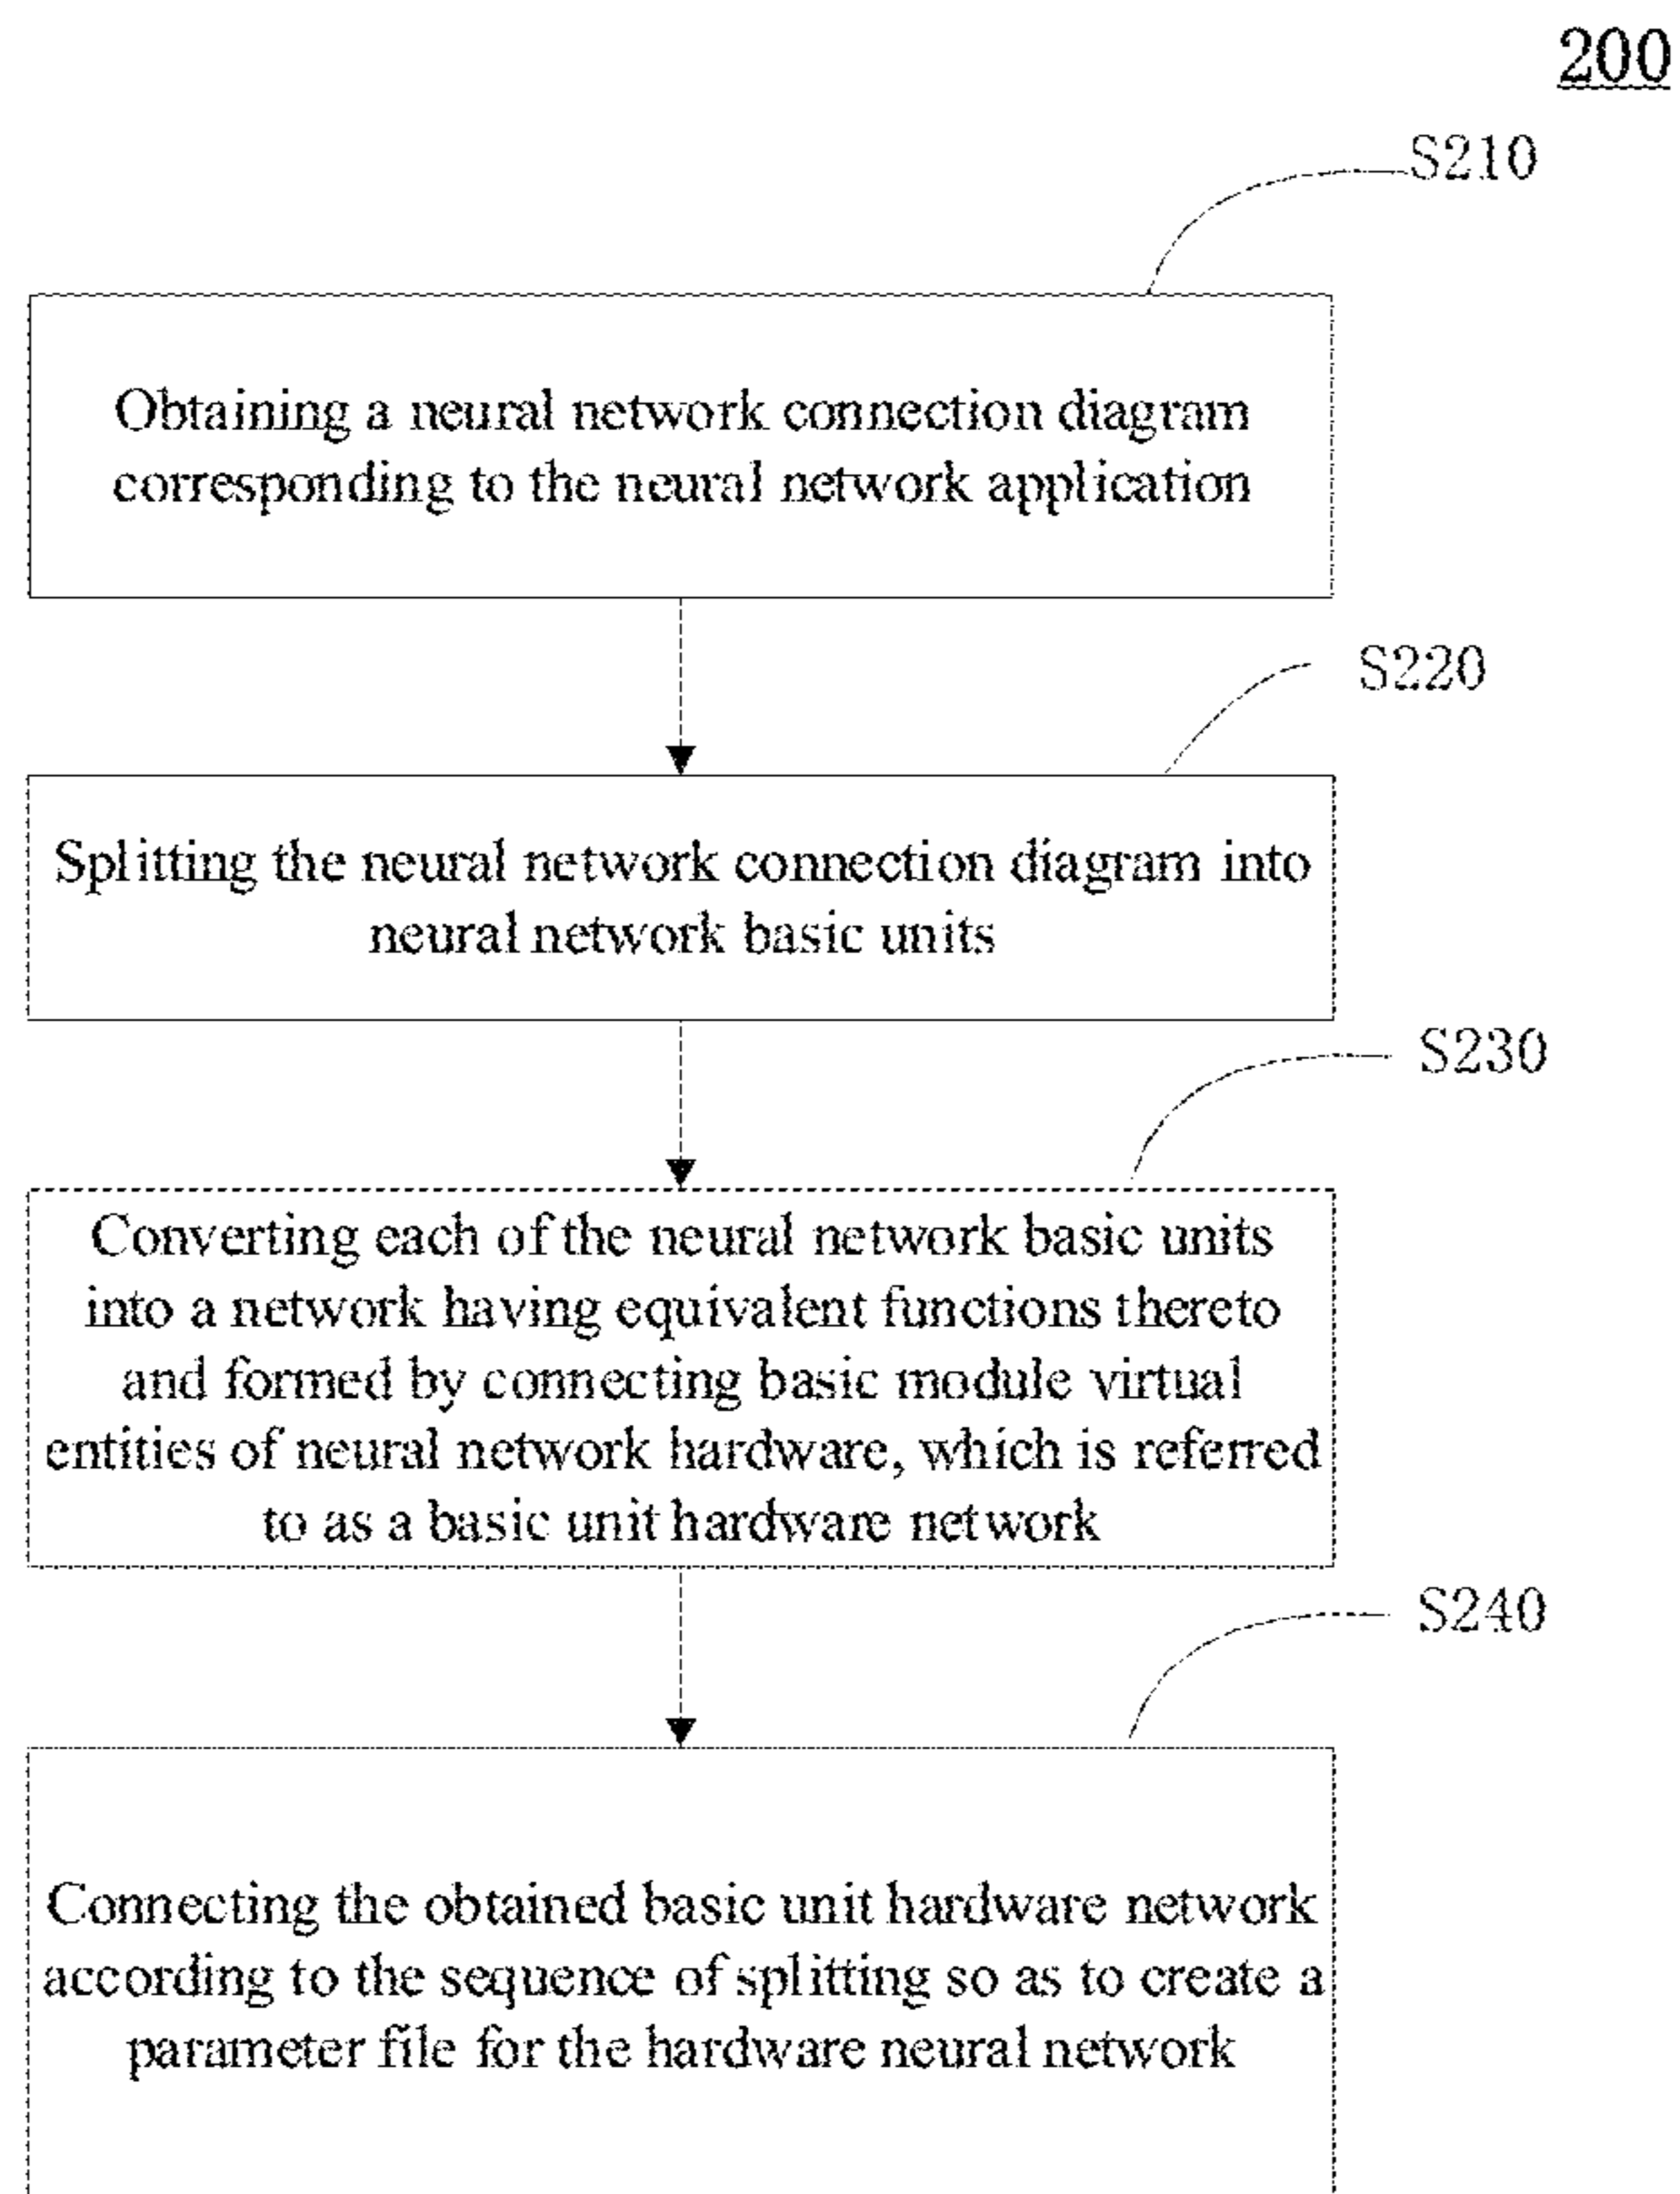 200
S210
Obtaining a neural network connection diagram
corresponding to the neural network application
S220
Splitting the neural network connection diagram into
neural network basic units
S230
Converting each of the neural network basic units
into a network having equivalent functions thereto
and formed by connecting basic module virtual
entities of neural network hardware, which is referred
to as a basic unit hardware network
S240
Connecting the obtained basic unit hardware network
according to the sequence of splitting so as to create a
parameter file for the hardware neural network